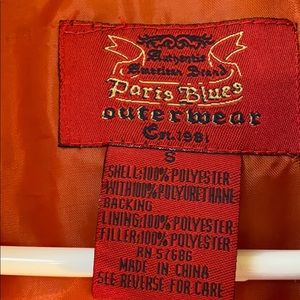 Authentic
American Brand
Paris Blues
outerwear
Est.1981
S
SHELL:100% POLYESTER
WITH 100% POLYURETHANE
BACKING
LINING:100% POLYESTER
FILLER:100% POLYESTER
RN 57686
MADE IN CHINA
SEE REVERSE FOR CARE